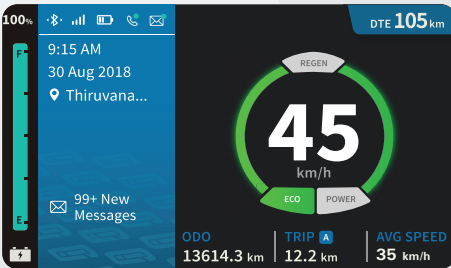 100%
F
E
9:15 AM
30 Aug 2018
Thiruvana...
99+ New
Messages
DTE 105 km
REGEN
45
km/h
ECO
POWER
ODO
13614.3 km
TRIP A
12.2 km
AVG SPEED
35 km/h